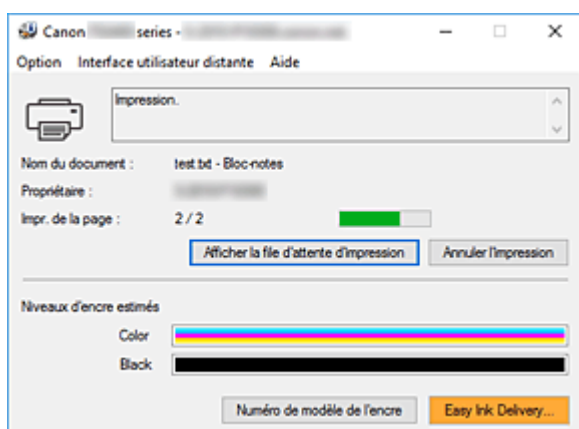 Canon series -
Option Interface utilisateur distante Aide
Impression.
Nom du document : test.txt - Bloc-notes
Propriétaire :
Impr. de la page : 2 / 2
Afficher la file d'attente d'impression Annuler l'impression
Niveaux d'encre estimés
Color
Black
Numéro de modèle de l'encre Easy Ink Delivery...